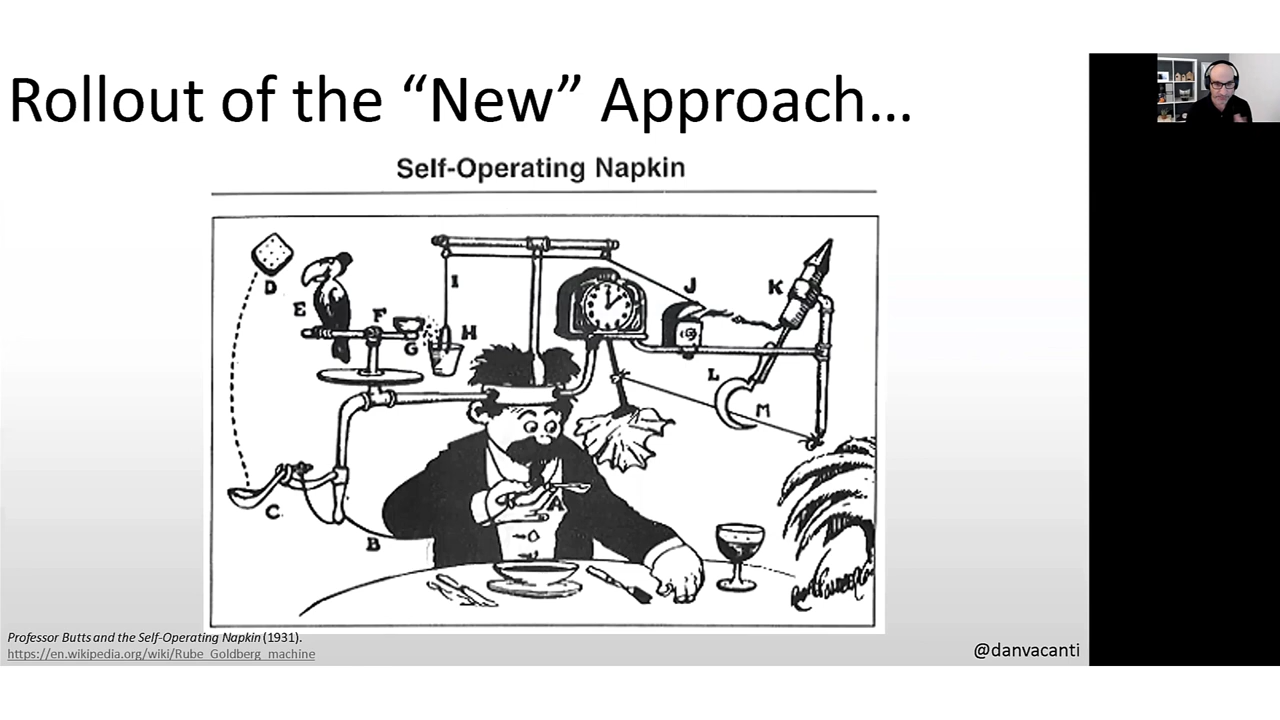 Rollout of the “New” Approach…
Self-Operating Napkin
D
E
F
G
H
I
J
K
L
M
C
B
A
Professor Butts and the Self-Operating Napkin (1931).
https://en.wikipedia.org/wiki/Rube_Goldberg_machine
@danvacanti